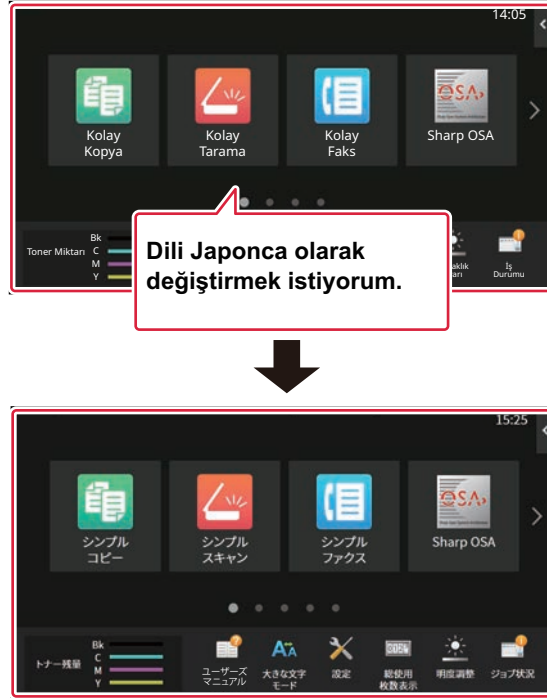 14:05
Kolay
Kopya
Kolay
Tarama
Kolay
Faks
OSA
Sharp OSA
Bk
Toner Miktarı C
M
Y
İş
Durumu
Dili Japonca olarak
değiştirmek istiyorum.
15:25
シンプル
コピー
シンプル
スキャン
シンプル
ファクス
OSA
Sharp OSA
Bk
トナー残量 C
M
Y
ユーザーズ
マニュアル
大きな文字
モード
設定
総使用
枚数表示
明度調整
ジョブ状況